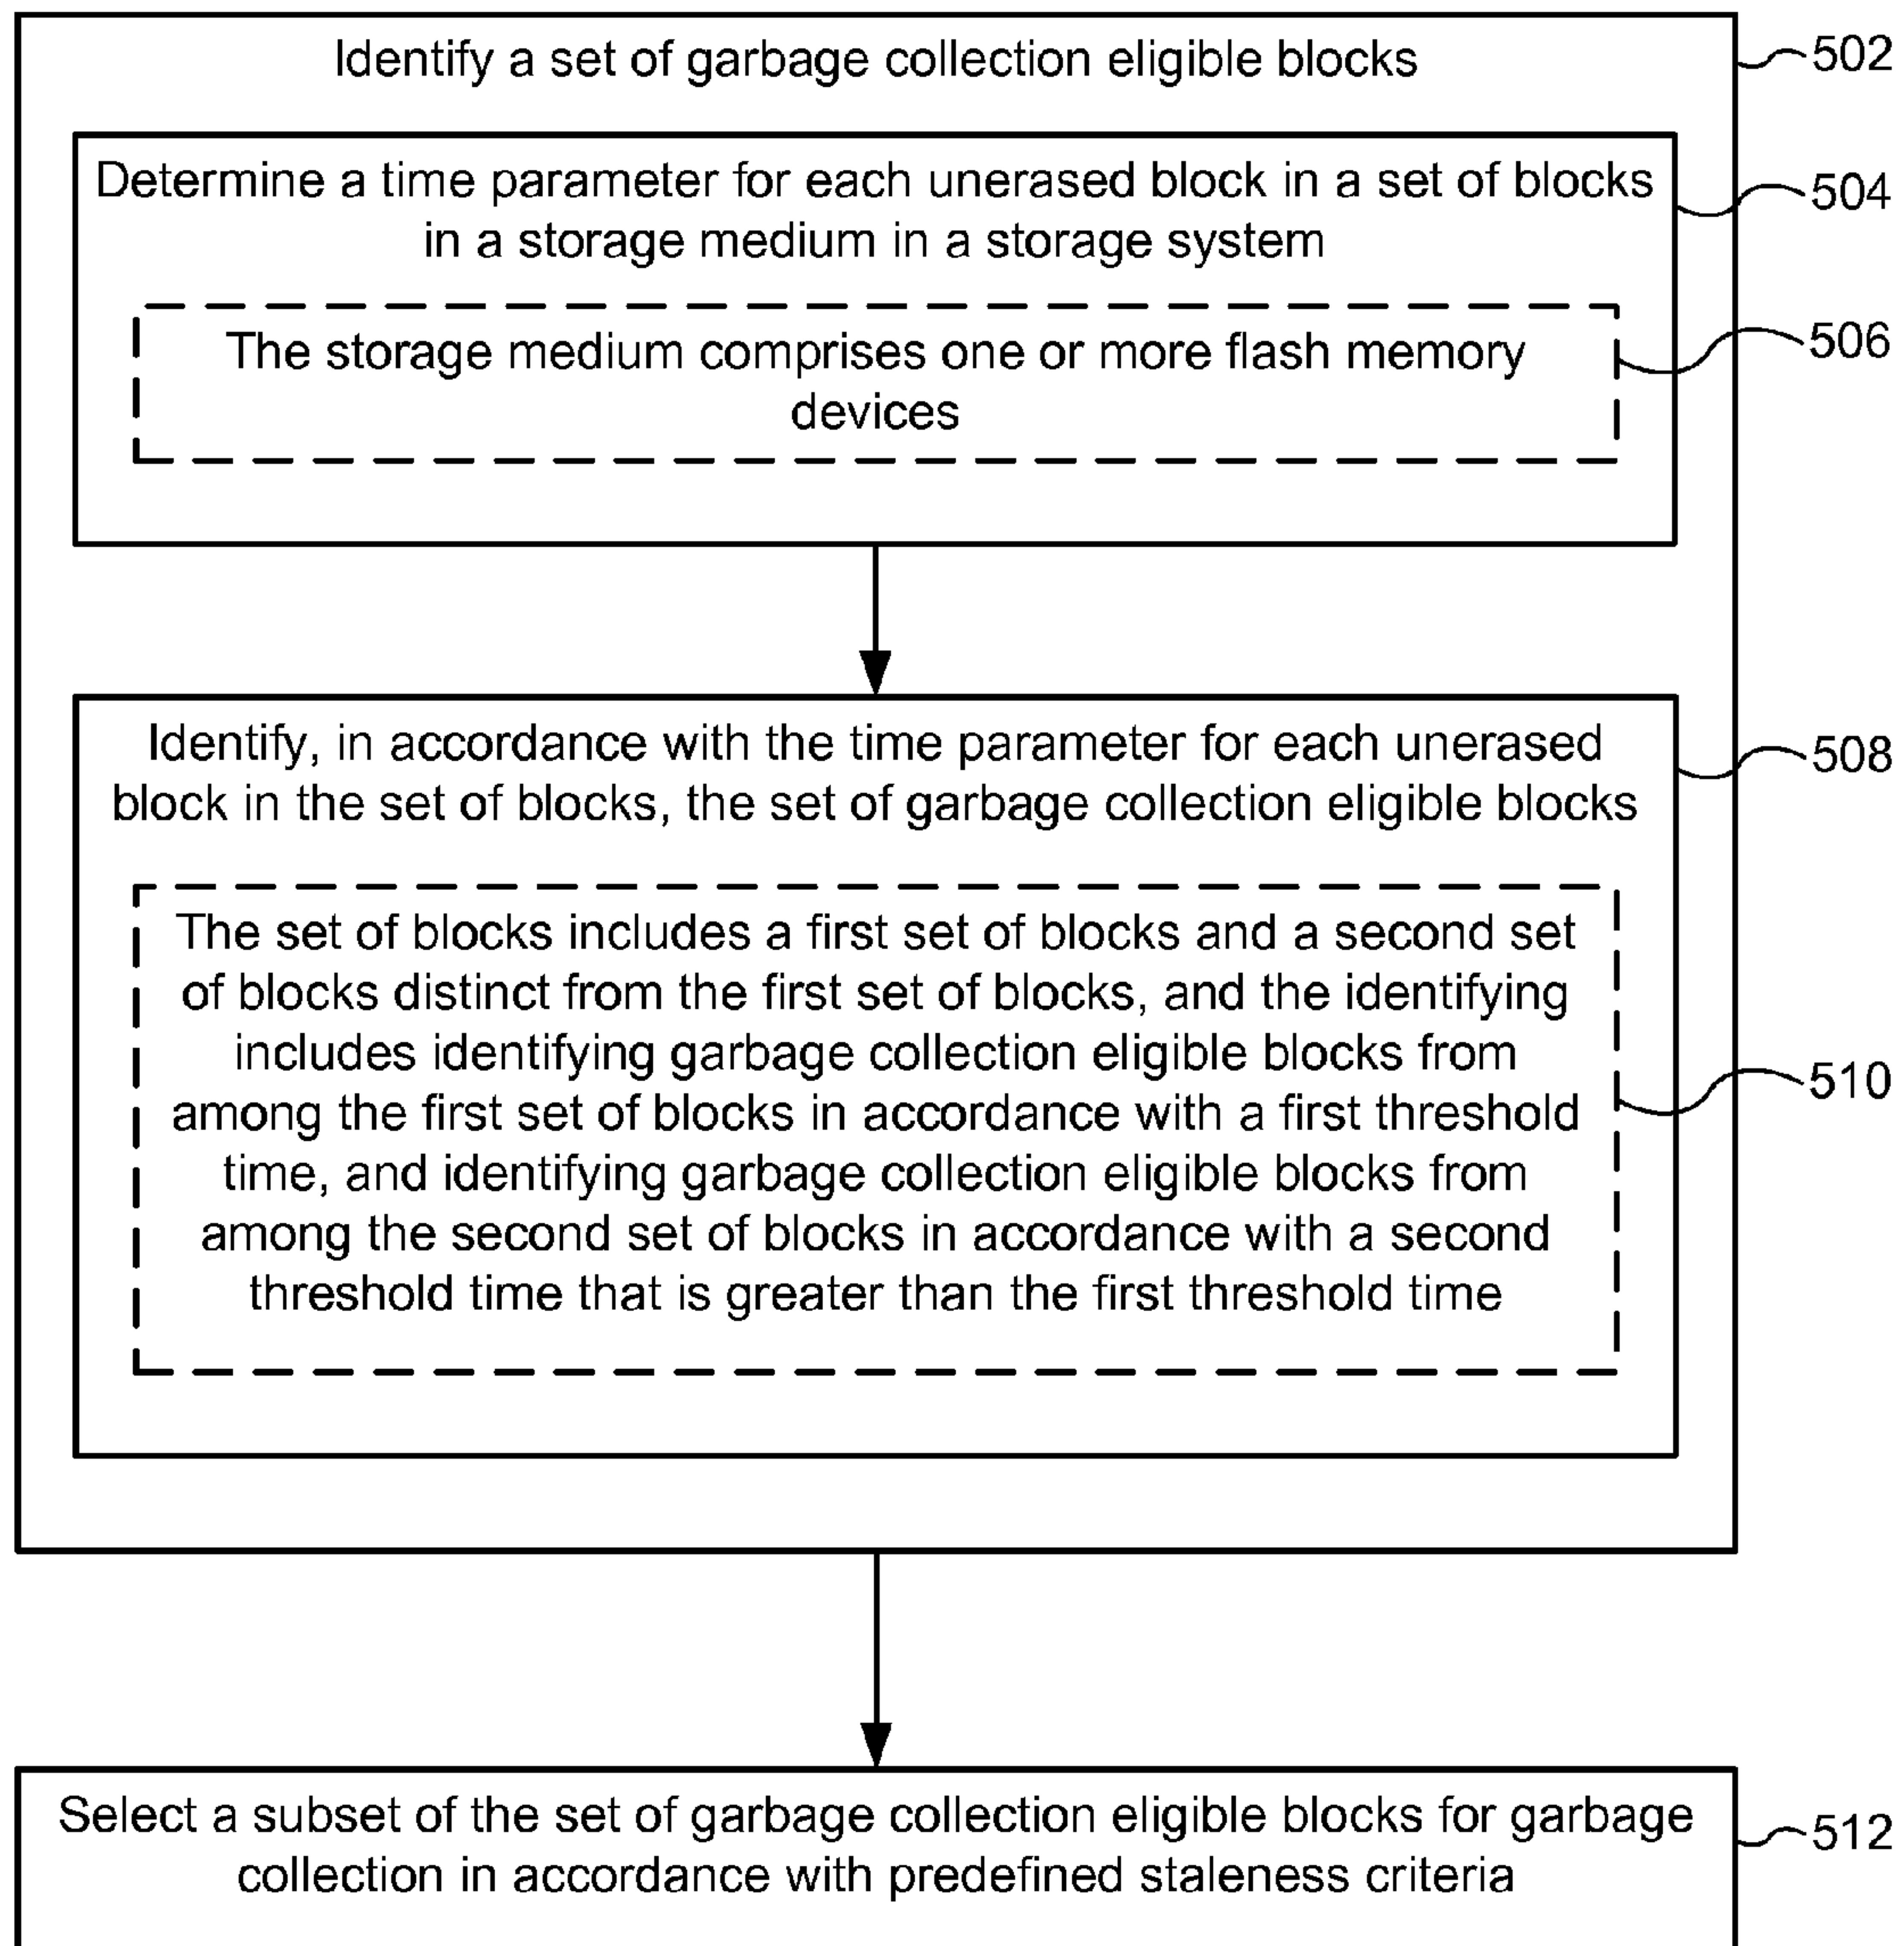 Identify a set of garbage collection eligible blocks
502
Determine a time parameter for each unerased block in a set of blocks
in a storage medium in a storage system
504
The storage medium comprises one or more flash memory
devices
506
Identify, in accordance with the time parameter for each unerased
block in the set of blocks, the set of garbage collection eligible blocks
508
The set of blocks includes a first set of blocks and a second set
of blocks distinct from the first set of blocks, and the identifying
includes identifying garbage collection eligible blocks from
among the first set of blocks in accordance with a first threshold
time, and identifying garbage collection eligible blocks from
among the second set of blocks in accordance with a second
threshold time that is greater than the first threshold time
510
Select a subset of the set of garbage collection eligible blocks for garbage
collection in accordance with predefined staleness criteria
512